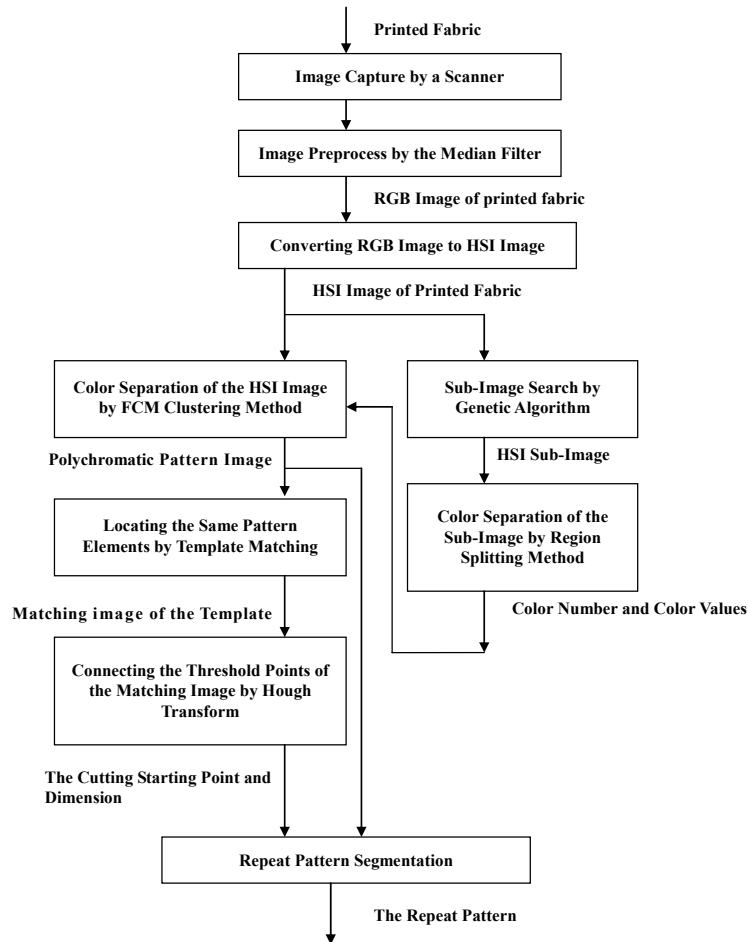 Printed Fabric
Image Capture by a Scanner
Image Preprocess by the Median Filter
RGB Image of printed fabric
Converting RGB Image to HSI Image
HSI Image of Printed Fabric
Color Separation of the HSI Image
by FCM Clustering Method
Sub-Image Search by
Genetic Algorithm
Polychromatic Pattern Image
HSI Sub-Image
Locating the Same Pattern
Elements by Template Matching
Color Separation of the
Sub-Image by Region
Splitting Method
Matching image of the Template
Color Number and Color Values
Connecting the Threshold Points
of the Matching Image by Hough
Transform
The Cutting Starting Point and
Dimension
Repeat Pattern Segmentation
The Repeat Pattern